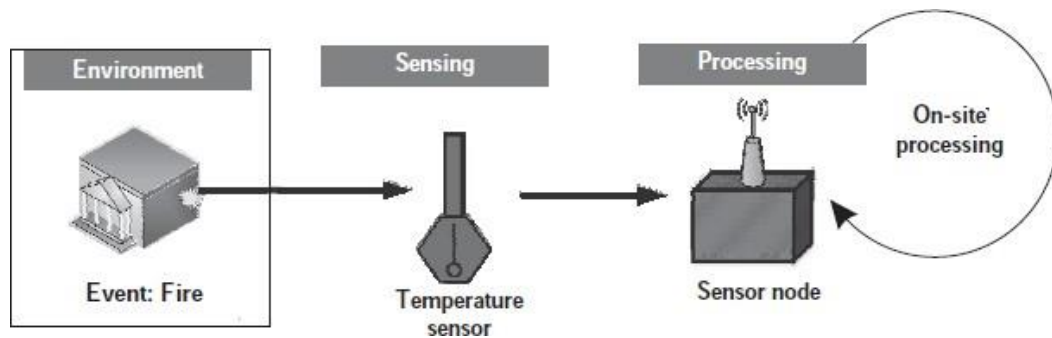 Environment
Sensing
Processing
On-site
processing
Event: Fire
Temperature
sensor
Sensor node